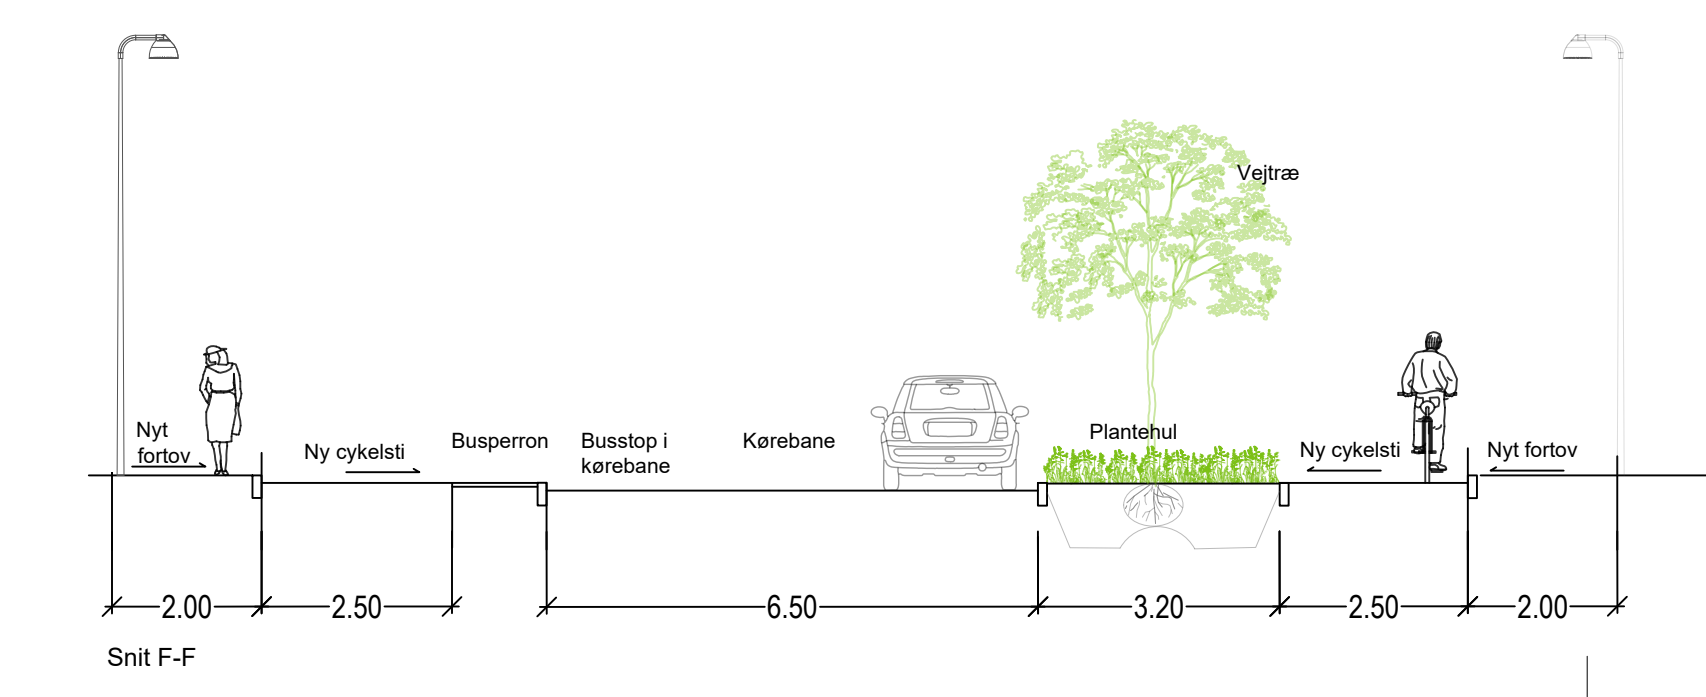 Vejtræ
Nyt
fortov
Ny cykelsti
Busperron
Busstop i
kørebane
Kørebane
Plantehul
Ny cykelsti
Nyt fortov
2.00
2.50
6.50
3.20
2.50
2.00
Snit F-F